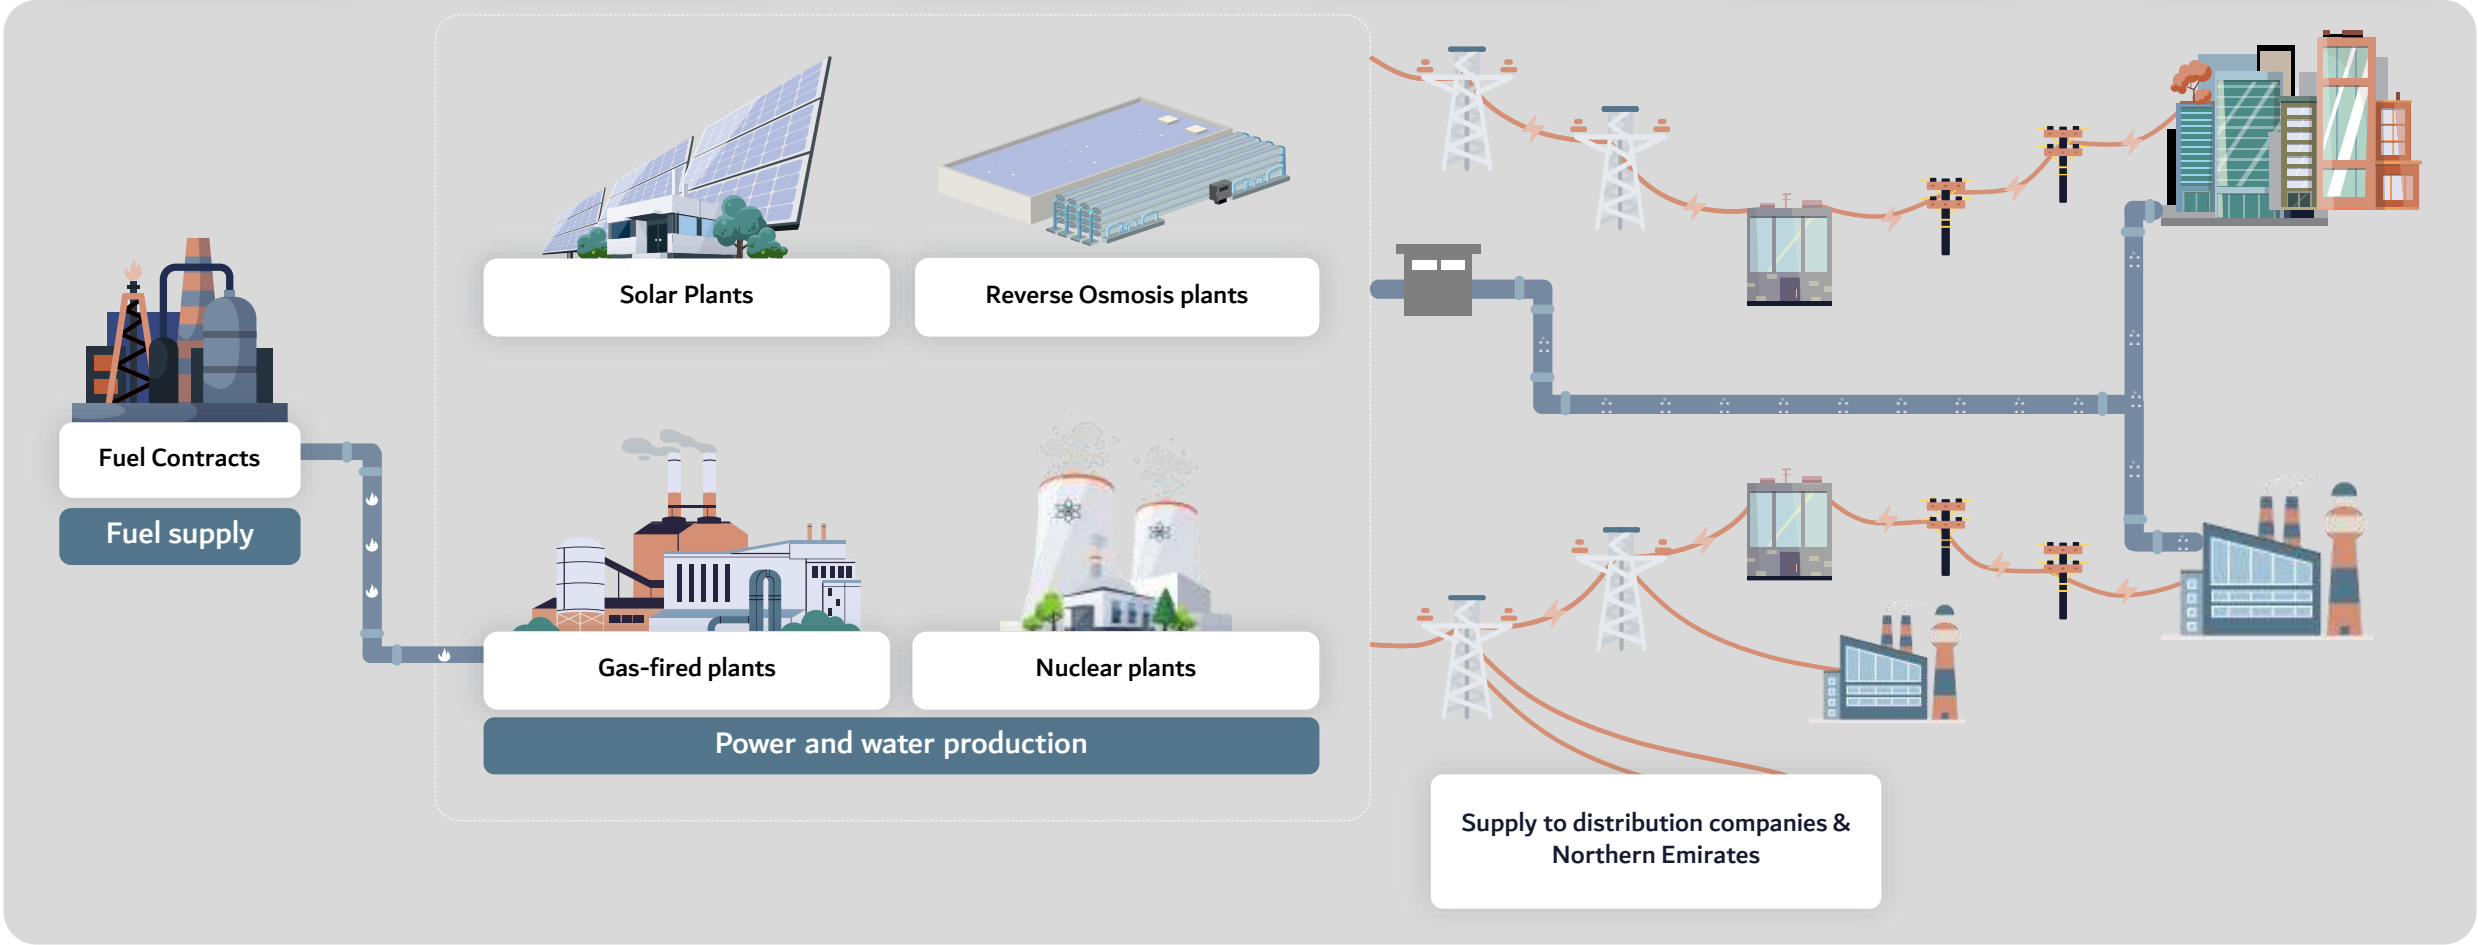 Solar Plants
Reverse Osmosis plants
Fuel Contracts
Fuel supply
Gas-fired plants
Nuclear plants
Power and water production
Supply to distribution companies &
Northern Emirates